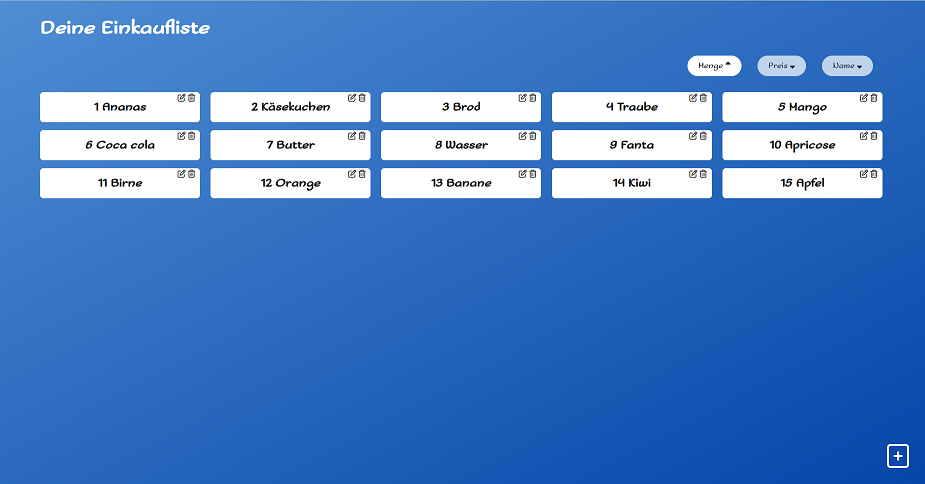 Deine Einkaufliste
Menge Preis Name
1 Ananas 2 Käsekuchen 3 Brod 4 Traube 5 Mango
6 Coca cola 7 Butter 8 Wasser 9 Fanta 10 Apricose
11 Birne 12 Orange 13 Banane 14 Kiwi 15 Apfel